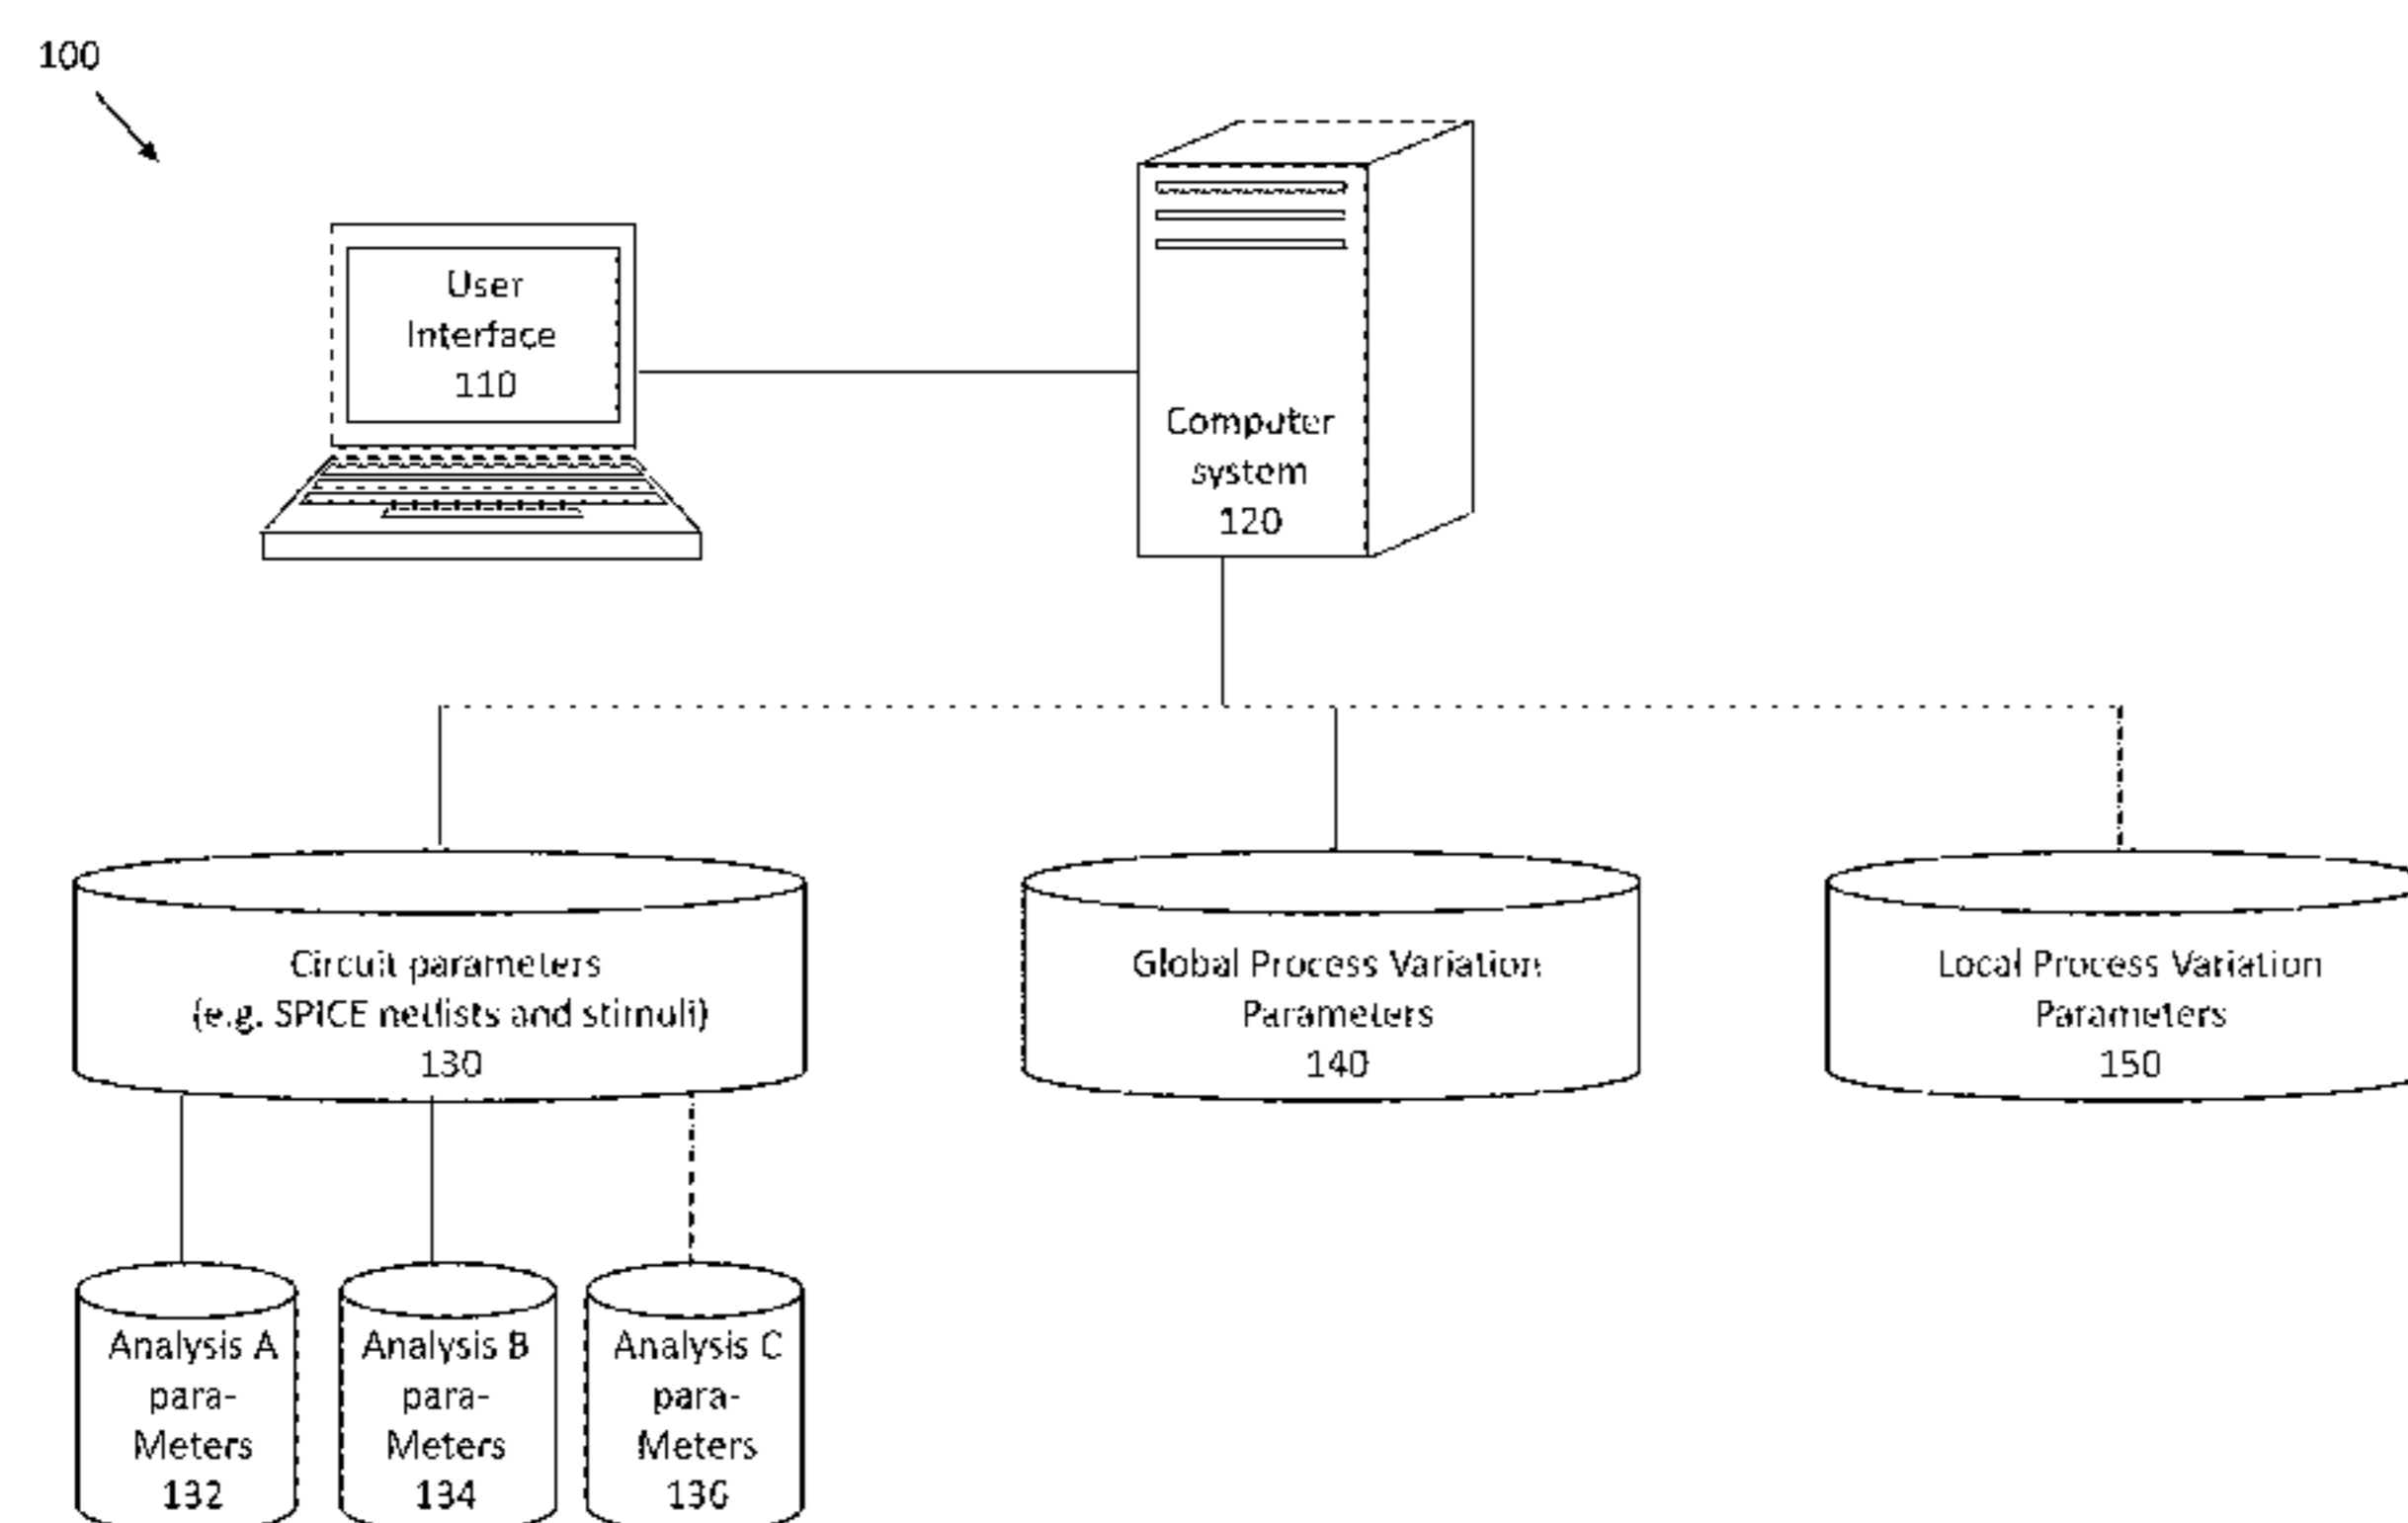 100
User
Interface
110
Computer
system
120
Circuit parameters
(e.g. SPICE netlists and stimuli)
130
Global Process Variation
Parameters
140
Local Process Variation
Parameters
150
Analysis A
para-
Meters
132
Analysis B
para-
Meters
134
Analysis C
para-
Meters
136